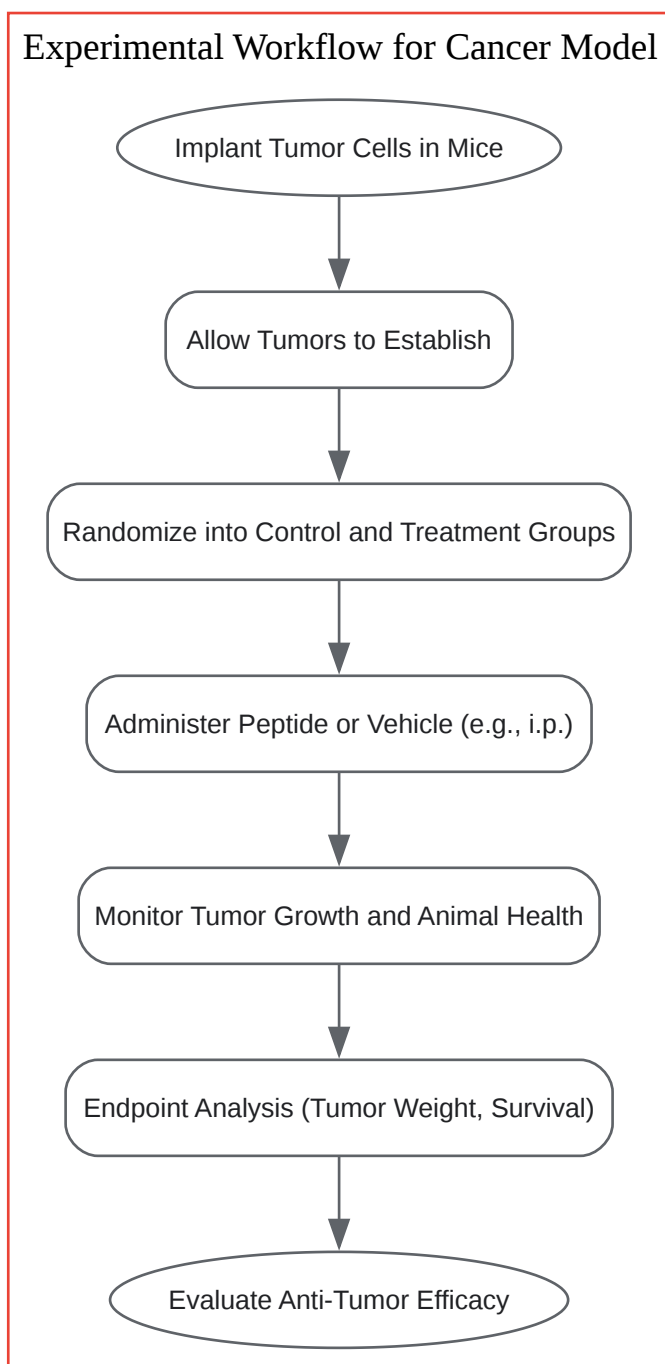 Experimental Workflow for Cancer Model
Implant Tumor Cells in Mice
Allow Tumors to Establish
Randomize into Control and Treatment Groups
Administer Peptide or Vehicle (e.g., i.p.)
Monitor Tumor Growth and Animal Health
Endpoint Analysis (Tumor Weight, Survival)
Evaluate Anti-Tumor Efficacy